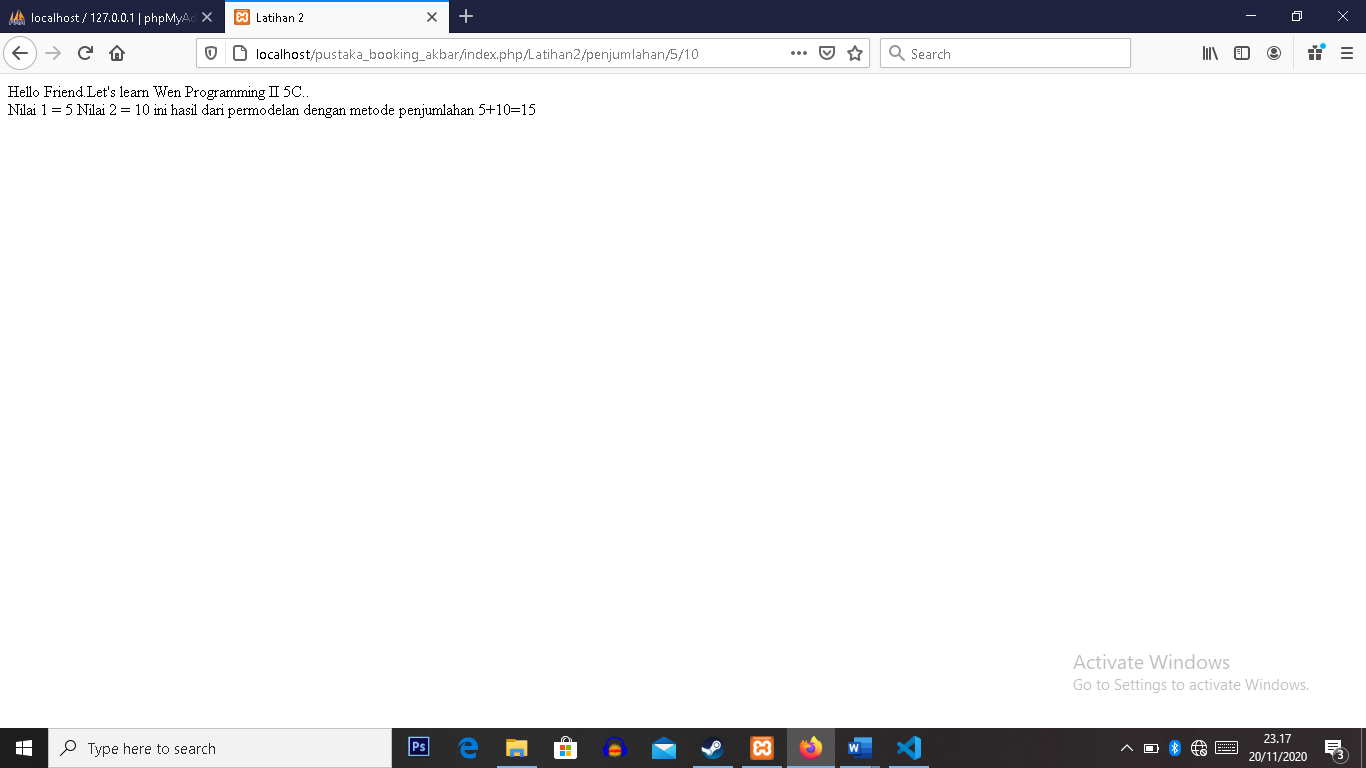 localhost / 127.0.0.1 | phpMyAd
Latihan 2
localhost/pustaka_booking_akbar/index.php/Latihan2/penjumlahan/5/10
Search
Hello Friend.Let's learn Wen Programming II 5C..
Nilai 1 = 5 Nilai 2 = 10 ini hasil dari permodelan dengan metode penjumlahan 5+10=15
Activate Windows
Go to Settings to activate Windows.
Type here to search
Ps
23.17
20/11/2020
3